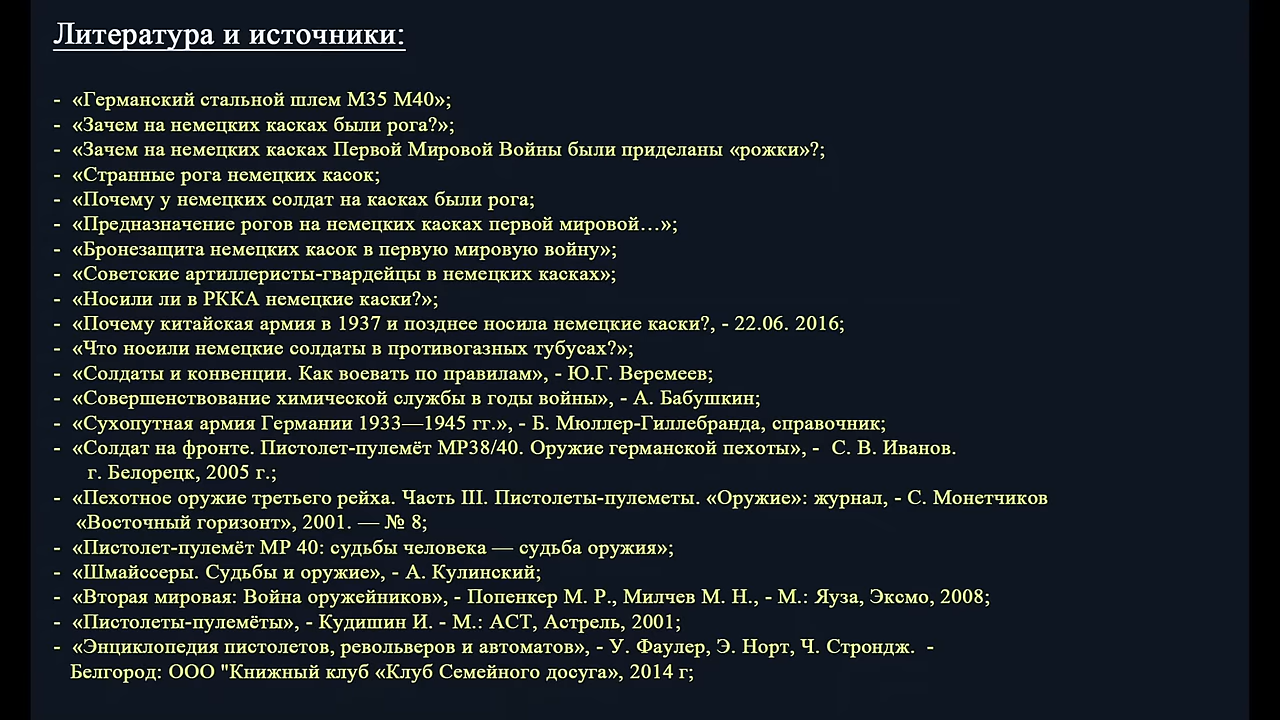 Литература и источники:
- «Германский стальной шлем М35 М40»;
- «Зачем на немецких касках были рога?»;
- «Зачем на немецких касках Первой Мировой Войны были приделаны «рожки»?;
- «Странные рога немецких касок;
- «Почему у немецких солдат на касках были рога;
- «Предназначение рогов на немецких касках первой мировой…»;
- «Бронезащита немецких касок в первую мировую войну»;
- «Советские артиллеристы-гвардейцы в немецких касках»;
- «Носили ли в РККА немецкие каски?»;
- «Почему китайская армия в 1937 и позднее носила немецкие каски?, - 22.06. 2016;
- «Что носили немецкие солдаты в противогазных тубусах?»;
- «Солдаты и конвенции. Как воевать по правилам», - Ю.Г. Веремеев;
- «Совершенствование химической службы в годы войны», - А. Бабушкин;
- «Сухопутная армия Германии 1933—1945 гг.», - Б. Мюллер-Гиллебранда, справочник;
- «Солдат на фронте. Пистолет-пулемёт МР38/40. Оружие германской пехоты», - С. В. Иванов.
г. Белорецк, 2005 г.;
- «Пехотное оружие третьего рейха. Часть III. Пистолеты-пулеметы. «Оружие»: журнал, - С. Монетчиков
«Восточный горизонт», 2001. — № 8;
- «Пистолет-пулемёт МР 40: судьбы человека — судьба оружия»;
- «Шмайссеры. Судьбы и оружие», - А. Кулинский;
- «Вторая мировая: Война оружейников», - Попенкер М. Р., Милчев М. Н., - М.: Яуза, Эксмо, 2008;
- «Пистолеты-пулемёты», - Кудишин И. - М.: АСТ, Астрель, 2001;
- «Энциклопедия пистолетов, револьверов и автоматов», - У. Фаулер, Э. Норт, Ч. Строндж. -
Белгород: ООО "Книжный клуб «Клуб Семейного досуга», 2014 г;